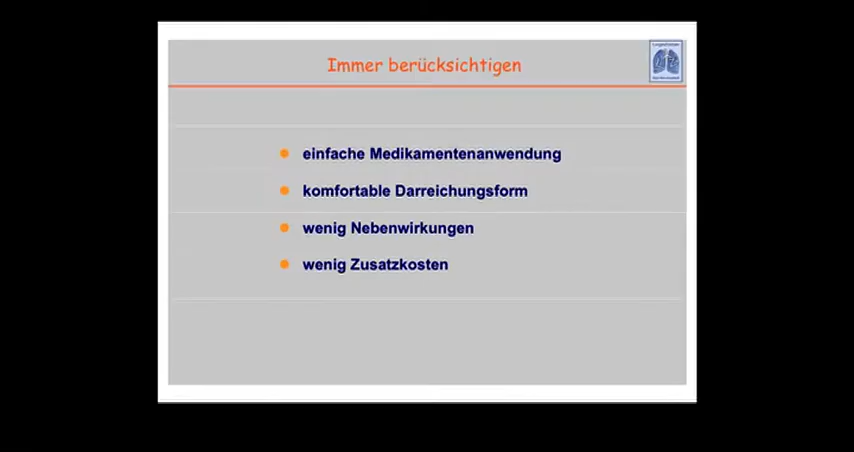 Immer berücksichtigen
einfache Medikamentenanwendung
komfortable Darreichungsform
wenig Nebenwirkungen
wenig Zusatzkosten